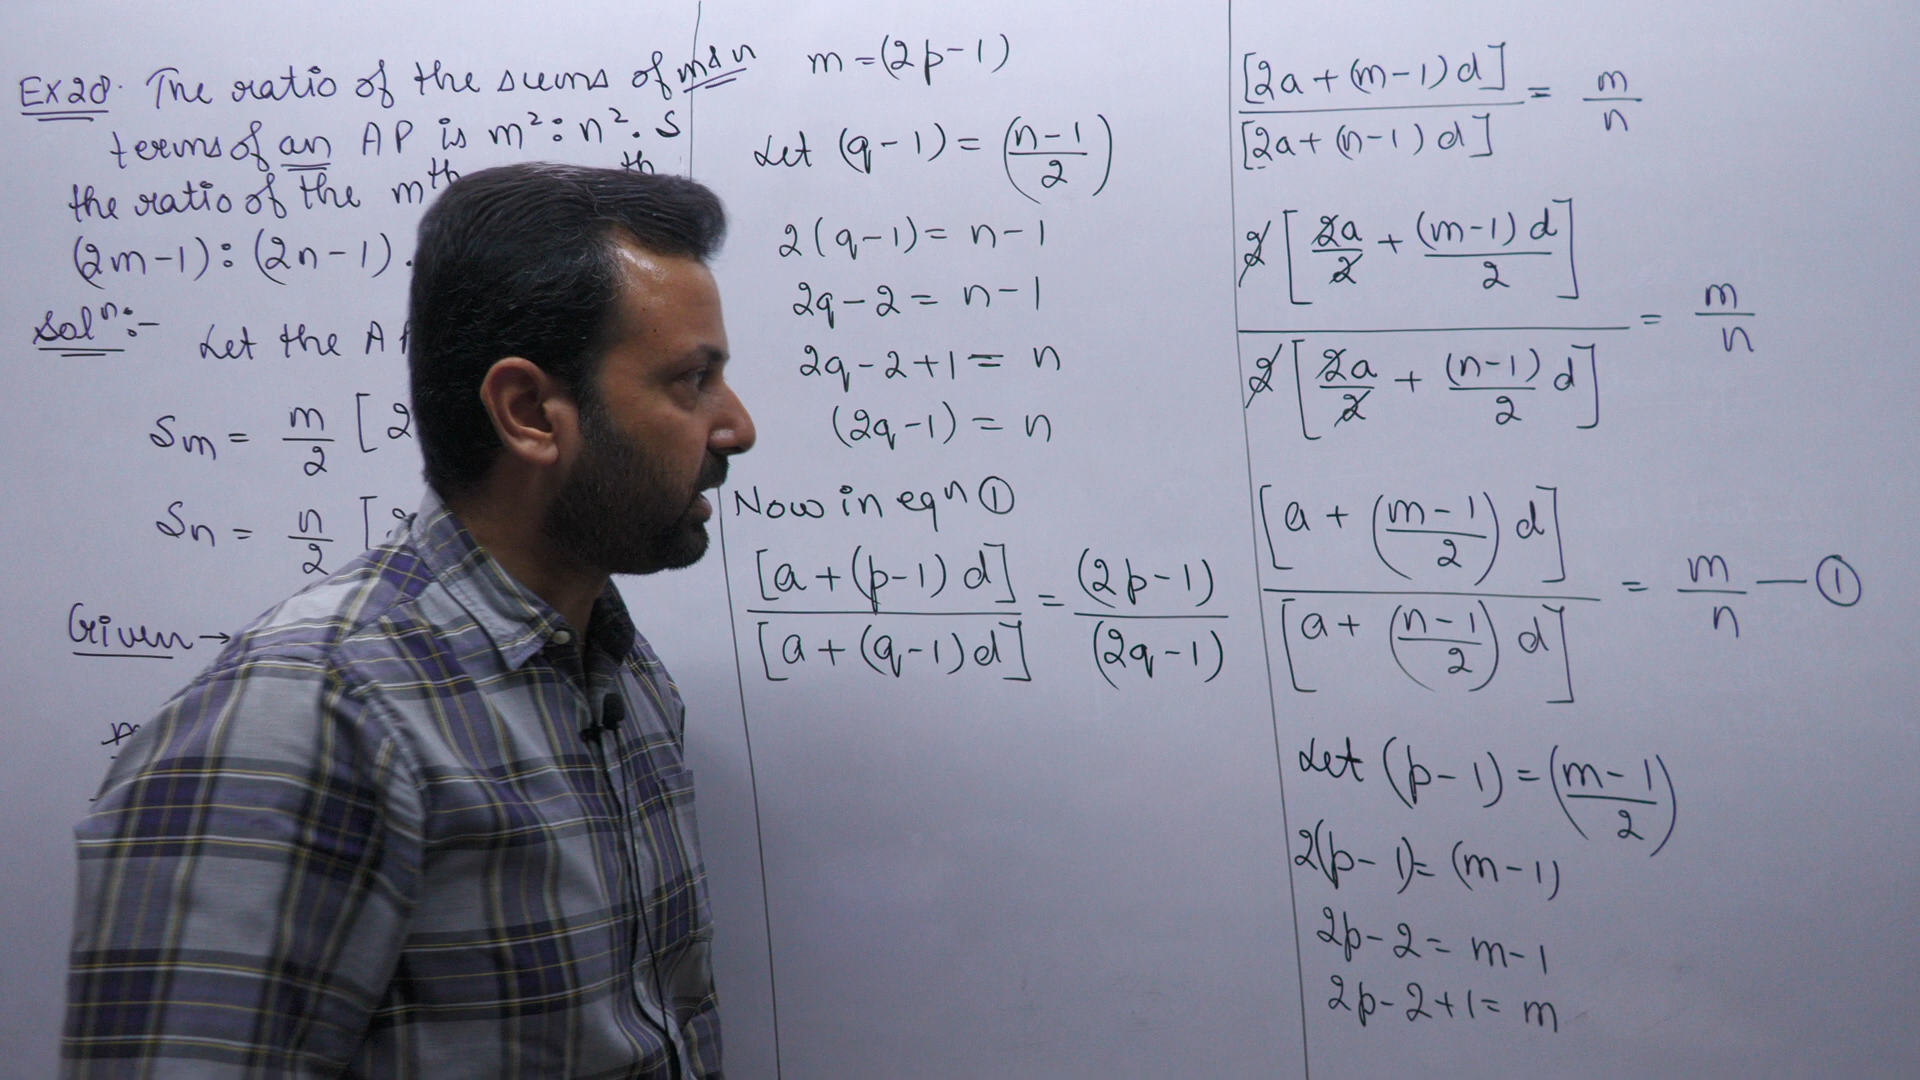 Ex 28. The ratio of the sums of m & n
terms of an AP is m²:n². S
the ratio of the mth th
(2m-1):(2n-1).
Solⁿ:- Let the A
Sm = m/2 [2
Sn = n/2 [
Given →
m = (2p-1)
Let (q-1) = (n-1/2)
2(q-1) = n-1
2q-2 = n-1
2q-2+1 = n
(2q-1) = n
Now in eqn ①
[a+(p-1)d]/[a+(q-1)d] = (2p-1)/(2q-1)
[2a+(m-1)d]/[2a+(n-1)d] = m/n
2[2a/2 + (m-1)d/2]/2[2a/2 + (n-1)/2 d] = m/n
[a+(m-1/2)d]/[a+(n-1/2)d] = m/n — ①
Let (p-1) = (m-1/2)
2(p-1) = (m-1)
2p-2 = m-1
2p-2+1 = m